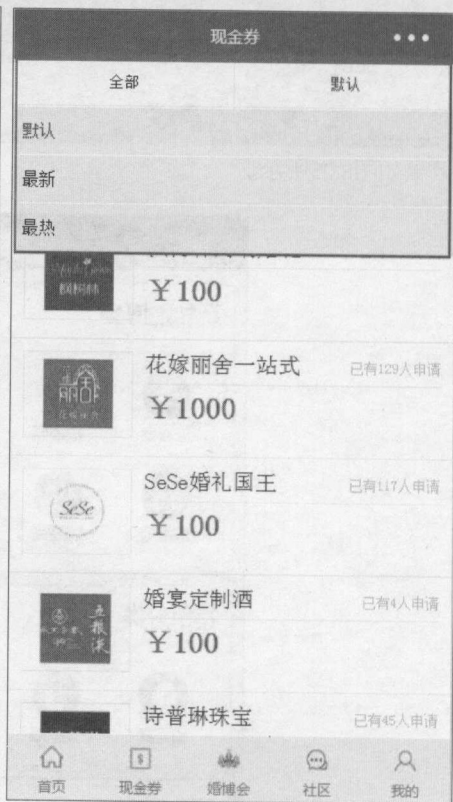 现金券
全部 默认
默认
最新
最热
枫桐林
¥100
花嫁丽舍一站式 已有129人申请
¥1000
SeSe婚礼国王 已有117人申请
SeSe
¥100
婚宴定制酒 已有4人申请
¥100
诗普琳珠宝 已有45人申请
首页 现金券 婚博会 社区 我的